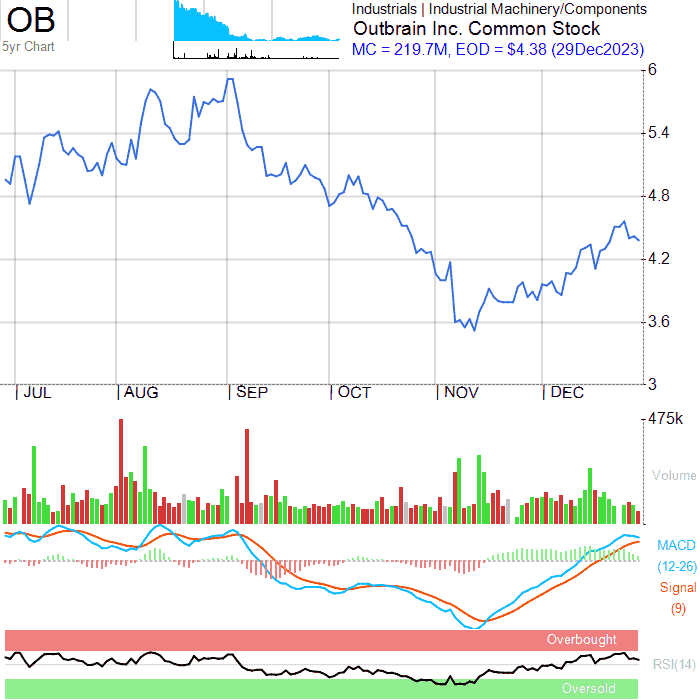 OB
5yr Chart
Industrials | Industrial Machinery/Components
Outbrain Inc. Common Stock
MC = 219.7M, EOD = $4.38 (29Dec2023)
6
5.4
4.8
4.2
3.6
3
JUL AUG SEP OCT NOV DEC
475k
Volume
MACD
(12-26)
Signal
(9)
Overbought
RSI(14)
Oversold